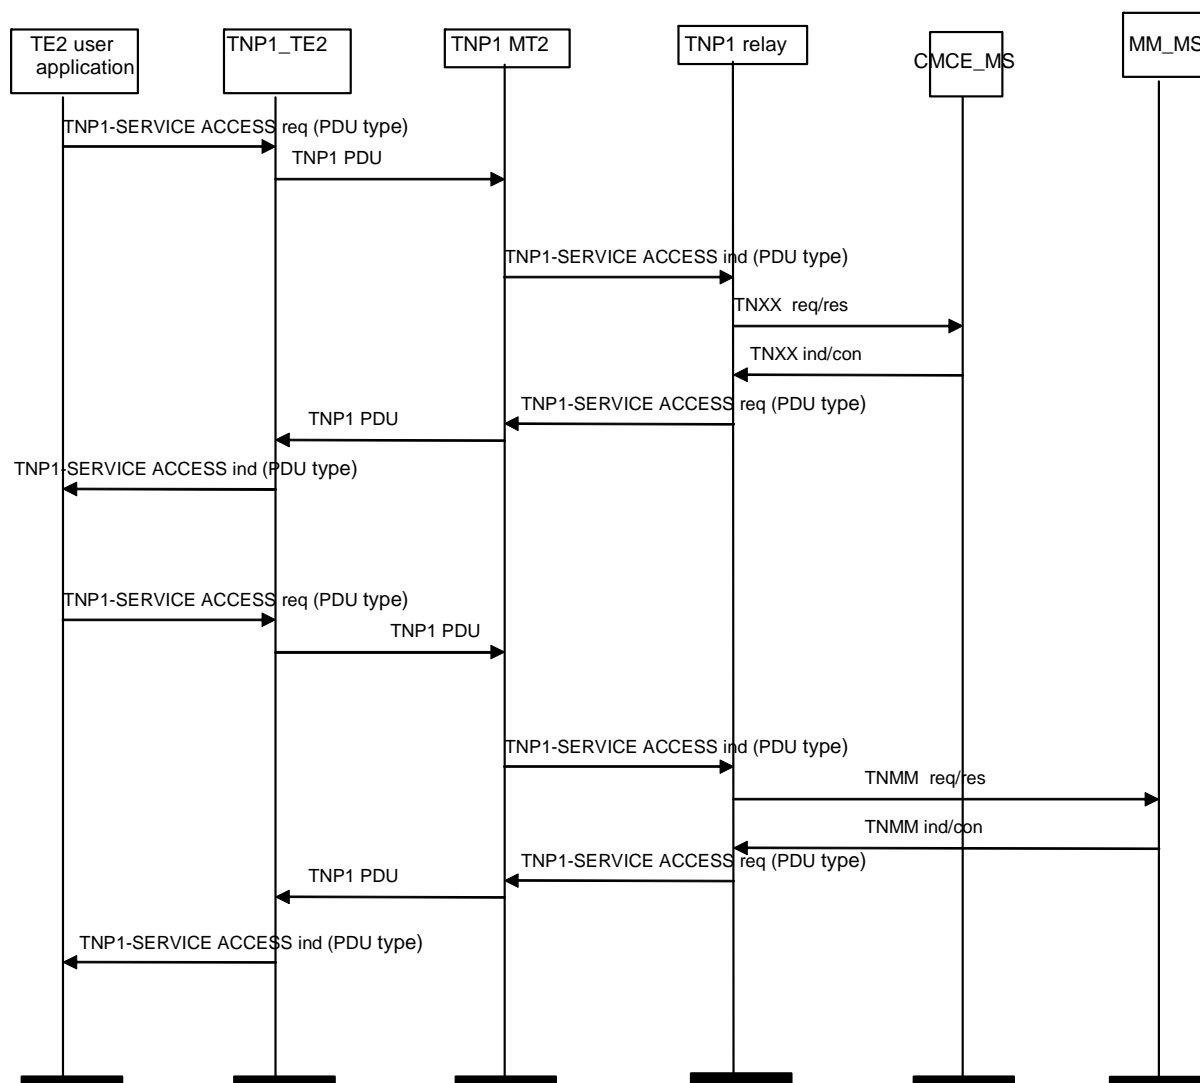 TE2 user
application
TNP1_TE2
TNP1 MT2
TNP1 relay
CMCE_MS
MM_MS
TNP1-SERVICE ACCESS req (PDU type)
TNP1 PDU
TNP1-SERVICE ACCESS ind (PDU type)
TNXX req/res
TNXX ind/con
TNP1-SERVICE ACCESS req (PDU type)
TNP1 PDU
TNP1-SERVICE ACCESS ind (PDU type)
TNP1-SERVICE ACCESS req (PDU type)
TNP1 PDU
TNP1-SERVICE ACCESS ind (PDU type)
TNMM req/res
TNMM ind/con
TNP1-SERVICE ACCESS req (PDU type)
TNP1 PDU
TNP1-SERVICE ACCESS ind (PDU type)